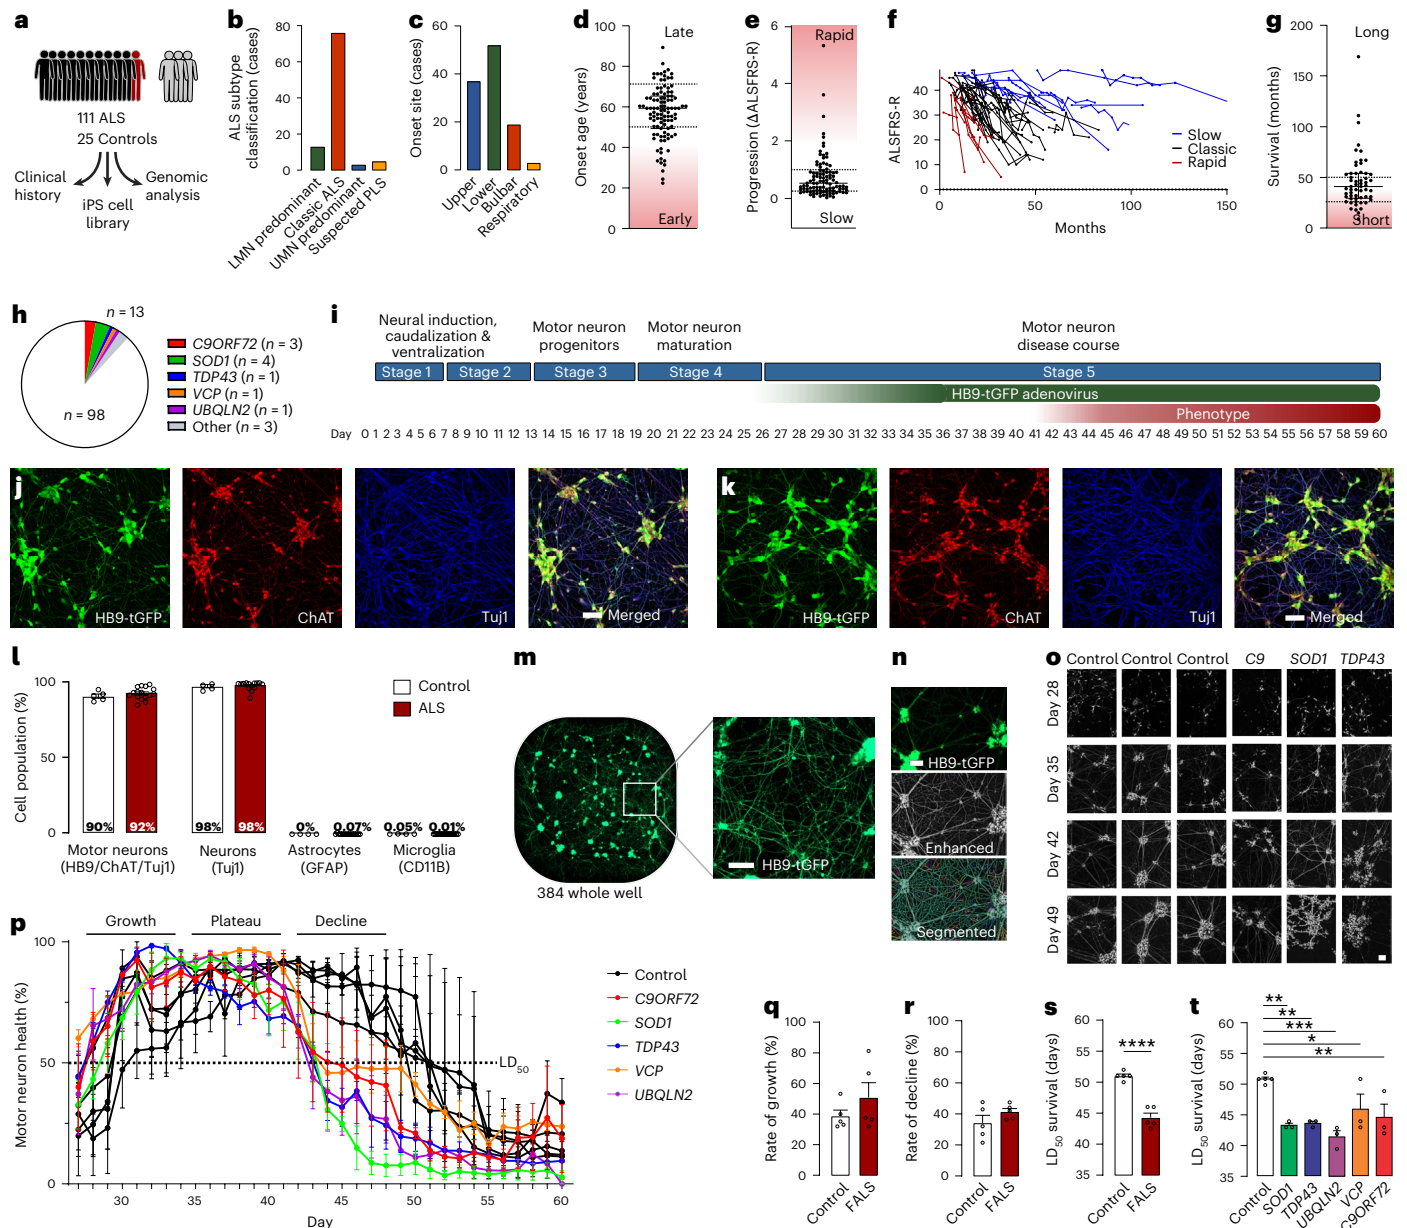 a
111 ALS
25 Controls
Clinical history
iPS cell library
Genomic analysis
b
ALS subtype classification (cases)
80
60
40
20
0
LMN predominant
Classic ALS
UMN predominant
Suspected PLS
c
Onset site (cases)
60
40
20
0
Upper
Lower
Bulbar
Respiratory
d
Onset age (years)
100
80
60
40
20
0
Late
Early
e
Progression (ΔALSFRS-R)
6
4
2
0
Rapid
Slow
f
ALSFRS-R
40
30
20
10
0
0 50 100 150
Months
Slow
Classic
Rapid
g
Survival (months)
200
150
100
50
0
Long
Short
h
n = 13
n = 98
C9ORF72 (n = 3)
SOD1 (n = 4)
TDP43 (n = 1)
VCP (n = 1)
UBQLN2 (n = 1)
Other (n = 3)
i
Neural induction, caudalization & ventralization
Motor neuron progenitors
Motor neuron maturation
Motor neuron disease course
Stage 1 Stage 2 Stage 3 Stage 4 Stage 5
HB9-tGFP adenovirus
Phenotype
Day 0 1 2 3 4 5 6 7 8 9 10 11 12 13 14 15 16 17 18 19 20 21 22 23 24 25 26 27 28 29 30 31 32 33 34 35 36 37 38 39 40 41 42 43 44 45 46 47 48 49 50 51 52 53 54 55 56 57 58 59 60
j
HB9-tGFP
ChAT
Tuj1
Merged
k
HB9-tGFP
ChAT
Tuj1
Merged
l
Cell population (%)
100
50
0
90% 92% 98% 98% 0% 0.07% 0.05% 0.01%
Motor neurons (HB9/ChAT/Tuj1)
Neurons (Tuj1)
Astrocytes (GFAP)
Microglia (CD11B)
Control
ALS
m
384 whole well
HB9-tGFP
n
HB9-tGFP
Enhanced
Segmented
o
Control Control Control C9 SOD1 TDP43
Day 28
Day 35
Day 42
Day 49
p
Growth
Plateau
Decline
Motor neuron health (%)
100
50
0
LD50
30 35 40 45 50 55 60
Day
Control
C9ORF72
SOD1
TDP43
VCP
UBQLN2
q
Rate of growth (%)
100
80
60
40
20
0
Control
FALS
r
Rate of decline (%)
100
80
60
40
20
0
Control
FALS
s
LD50 survival (days)
60
55
50
45
40
35
****
Control
FALS
t
LD50 survival (days)
60
55
50
45
40
35
**
**
***
*
**
Control
SOD1
TDP43
UBQLN2
VCP
C9ORF72